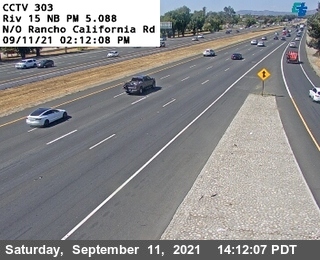 CCTV 303
Riv 15 NB PM 5.088
N/O Rancho California Rd
09/11/21 02:12:08 PM
Saturday, September 11, 2021 14:12:07 PDT